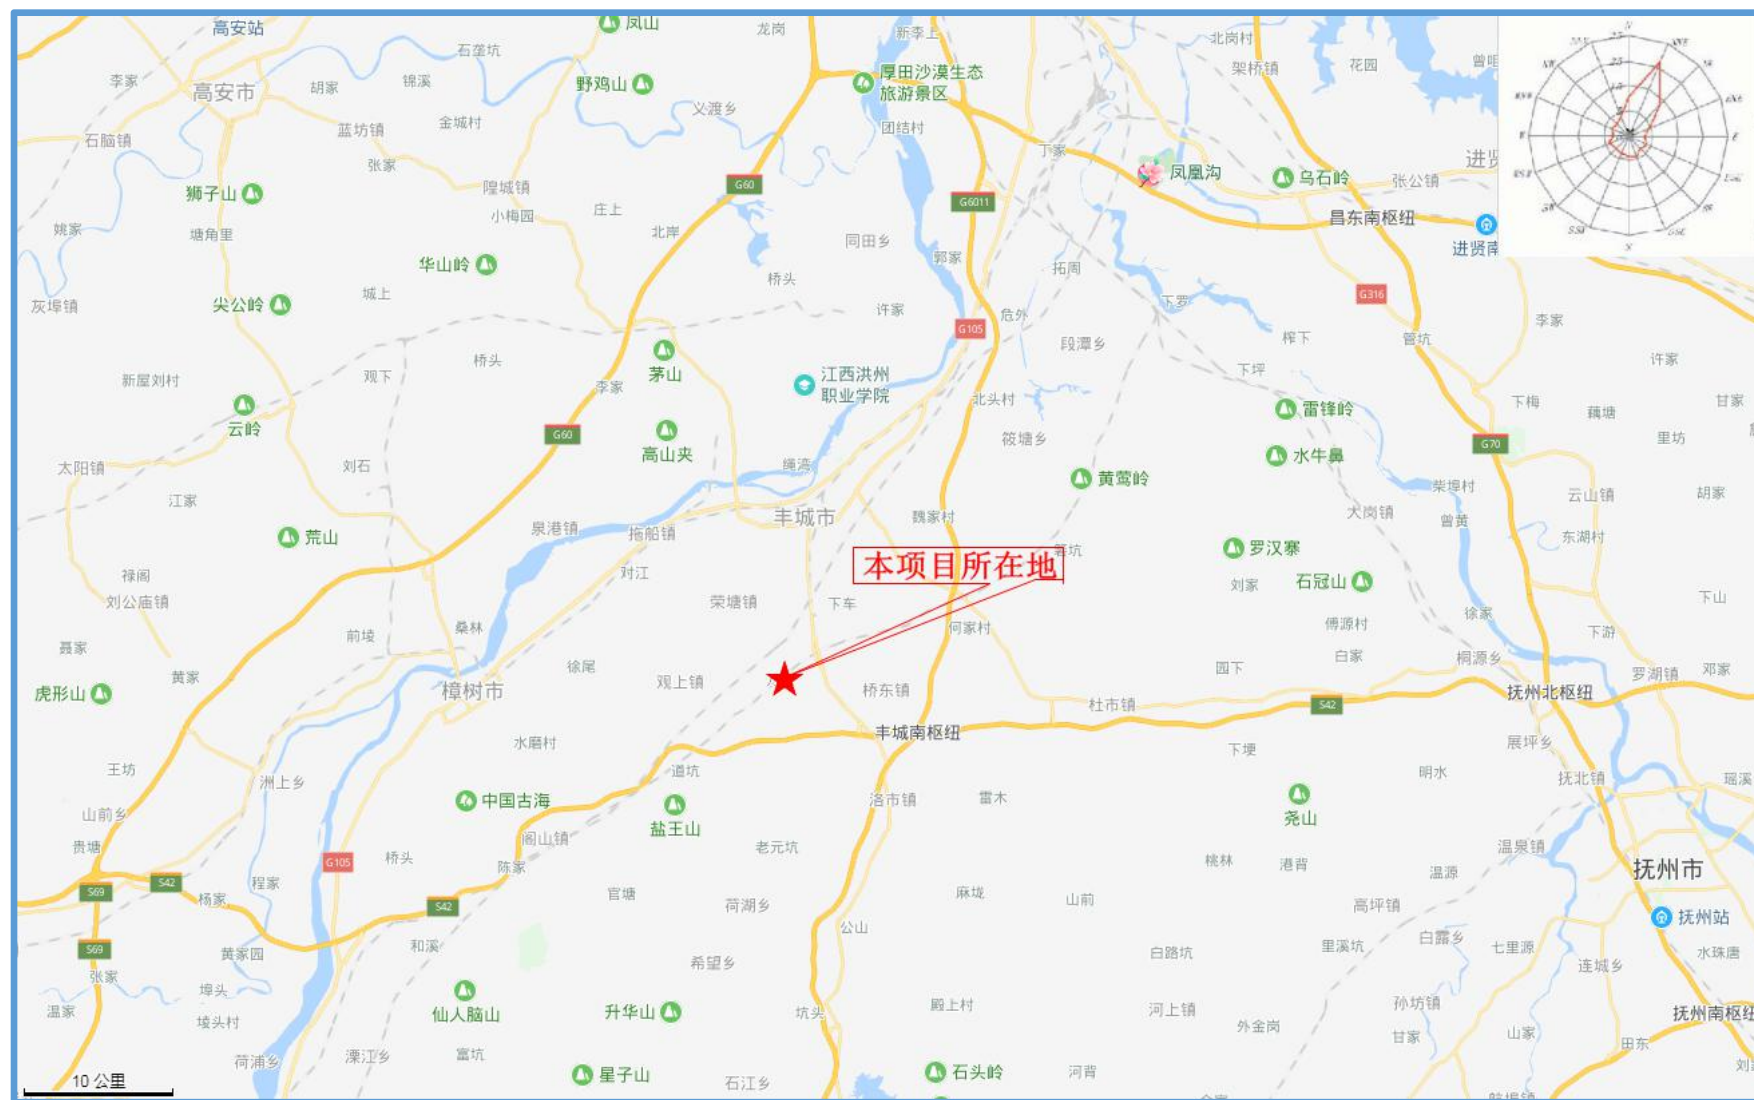 高安站
凤山
龙岗
新李上
北岗村
石垄坑
李家
胡家
锦溪
野鸡山
厚田沙漠生态
旅游景区
架桥镇
花园
高安市
义渡乡
金城村
蓝坊镇
团结村
石脑镇
张家
丁家
凤凰沟
乌石岭
张公镇
狮子山
隍城镇
G60
G6011
小梅园
庄上
昌东南枢纽
姚家
塘角里
北岸
同田乡
进贤南
华山岭
郭家
拓周
桥头
灰埠镇
尖公岭
城上
许家
下罗
G316
危外
李家
G105
段潭乡
榨下
管坑
桥头
茅山
江西洪州
职业学院
下坪
许家
新屋刘村
观下
李家
北头村
云岭
雷锋岭
下梅
藕塘
甘家
G60
高山夹
筱塘乡
G70
里坊
太阳镇
刘石
绳湾
黄莺岭
水牛鼻
江家
柴埠村
云山镇
胡家
荒山
泉港镇
拖船镇
丰城市
魏家村
犬岗镇
曾黄
东湖村
罗汉寨
本项目所在地
禄阁
对江
石冠山
刘家
刘公庙镇
荣塘镇
下车
徐家
下山
聂家
前堎
桑林
何家村
傅源村
下游
黄家
徐尾
观上镇
园下
白家
桐源乡
罗湖镇
邓家
虎形山
樟树市
桥东镇
杜市镇
S42
抚州北枢纽
水磨村
丰城南枢纽
下埂
展坪乡
王坊
洲上乡
道坑
明水
抚北镇
瑶溪
中国古海
盐王山
洛市镇
雷木
尧山
山前乡
阁山镇
贵塘
G105
桥头
陈家
老元坑
桃林
港背
温泉镇
温源
抚州市
S69
S42
杨家
程家
S42
官塘
荷湖乡
麻垅
山前
高坪镇
抚州站
S69
黄家园
和溪
公山
白露乡
里溪坑
七里源
水珠唐
张家
希望乡
白路坑
连城乡
埠头
温家
仙人脑山
升华山
坑头
殿上村
河上镇
孙坊镇
抚州南枢纽
堎头村
外金岗
甘家
山家
田东
荷浦乡
溧江乡
富坑
星子山
石江乡
石头岭
河背
10 公里